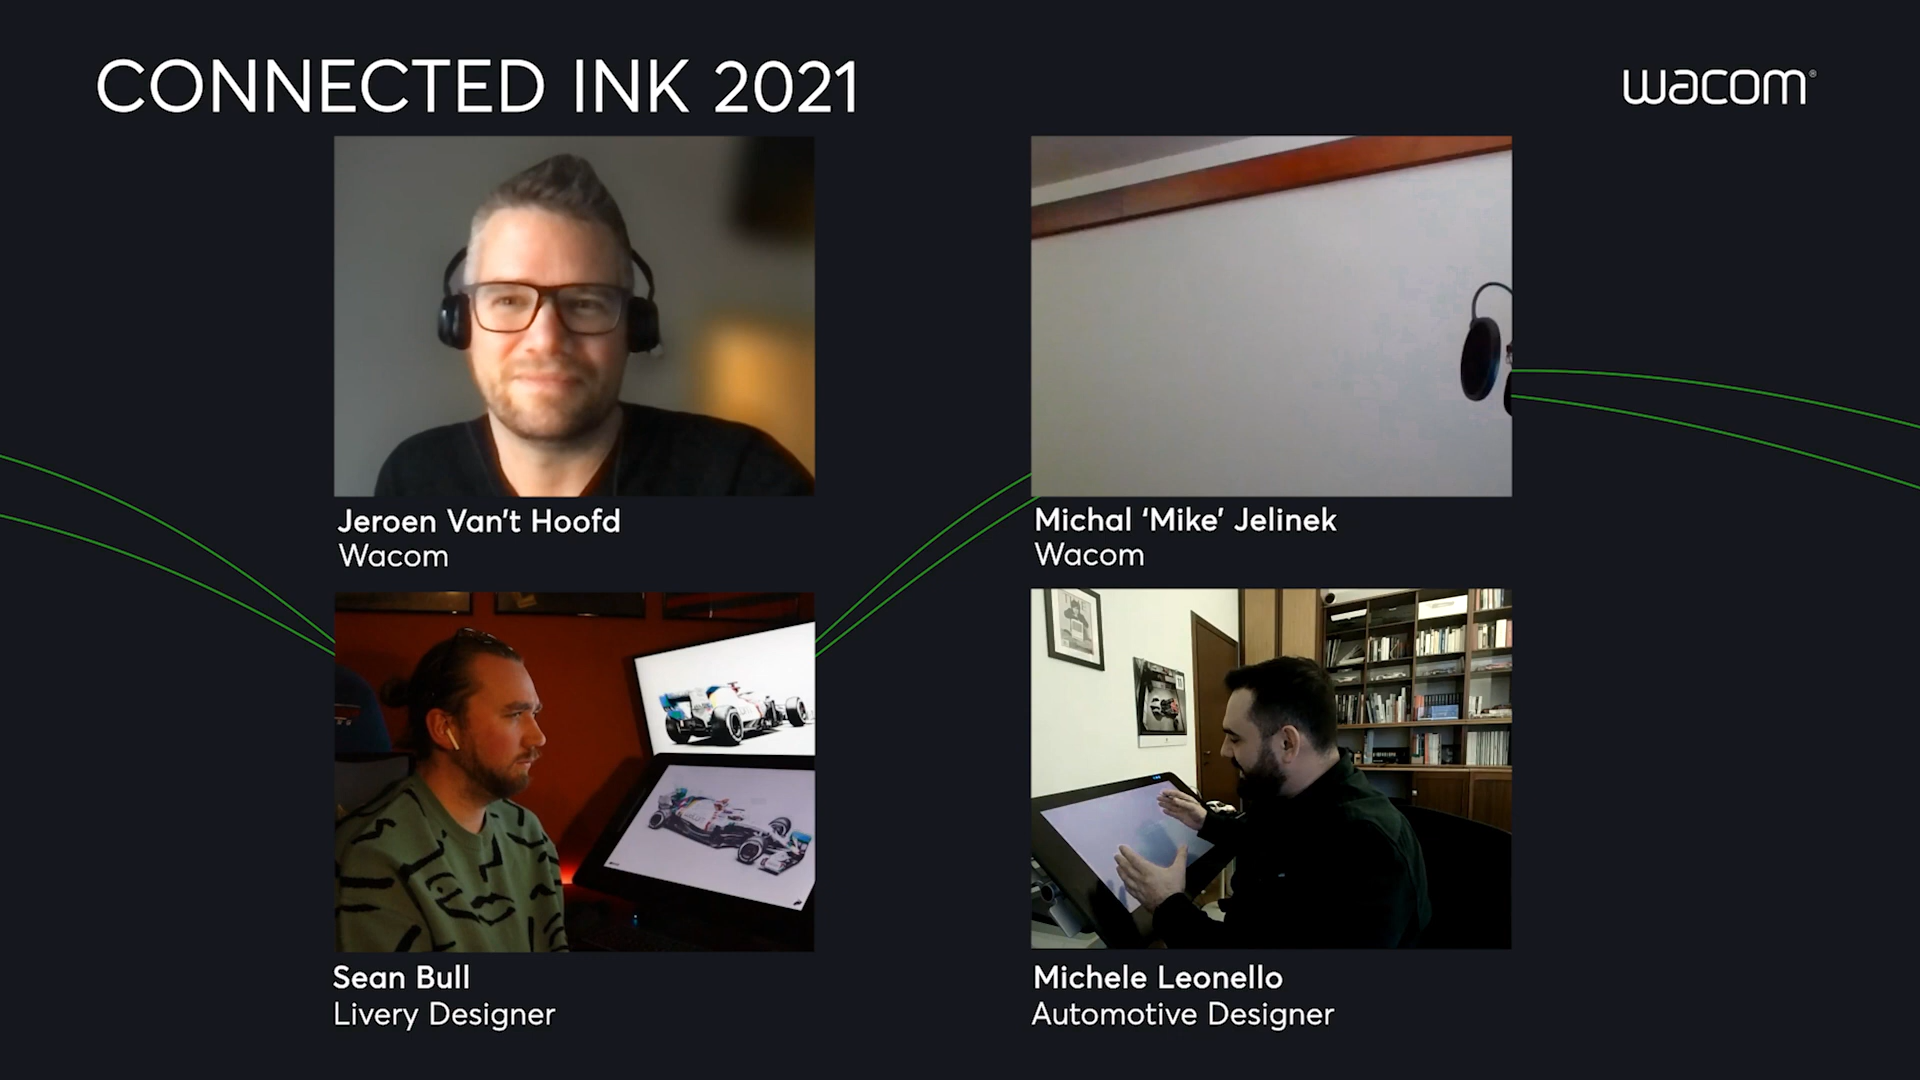 CONNECTED INK 2021
wacom®
Jeroen Van't Hoofd
Wacom
Michal ‘Mike’ Jelinek
Wacom
TIME
Sean Bull
Livery Designer
Michele Leonello
Automotive Designer